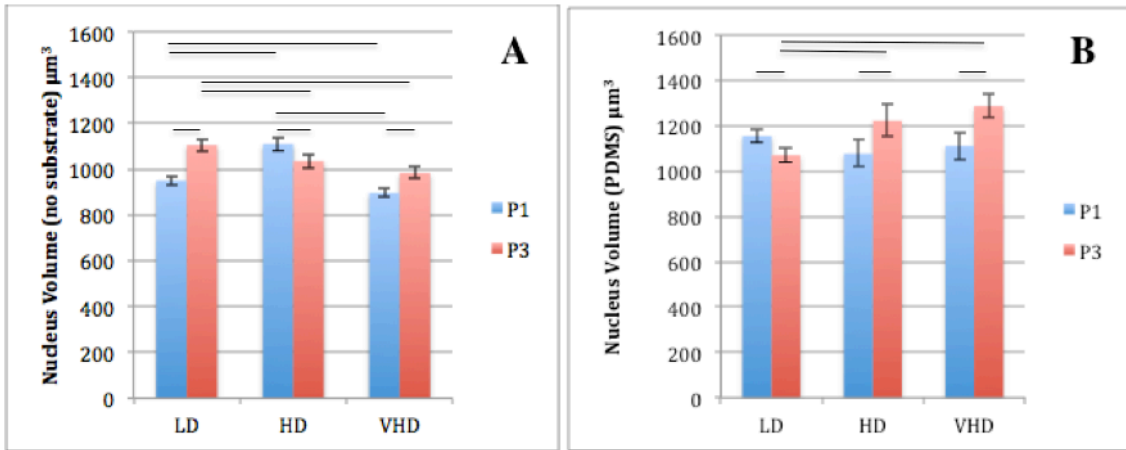 A
Nucleus Volume (no substrate) µm³
1600
1400
1200
1000
800
600
400
200
0
LD HD VHD
P1
P3
B
Nucleus Volume (PDMS) µm³
1600
1400
1200
1000
800
600
400
200
0
LD HD VHD
P1
P3